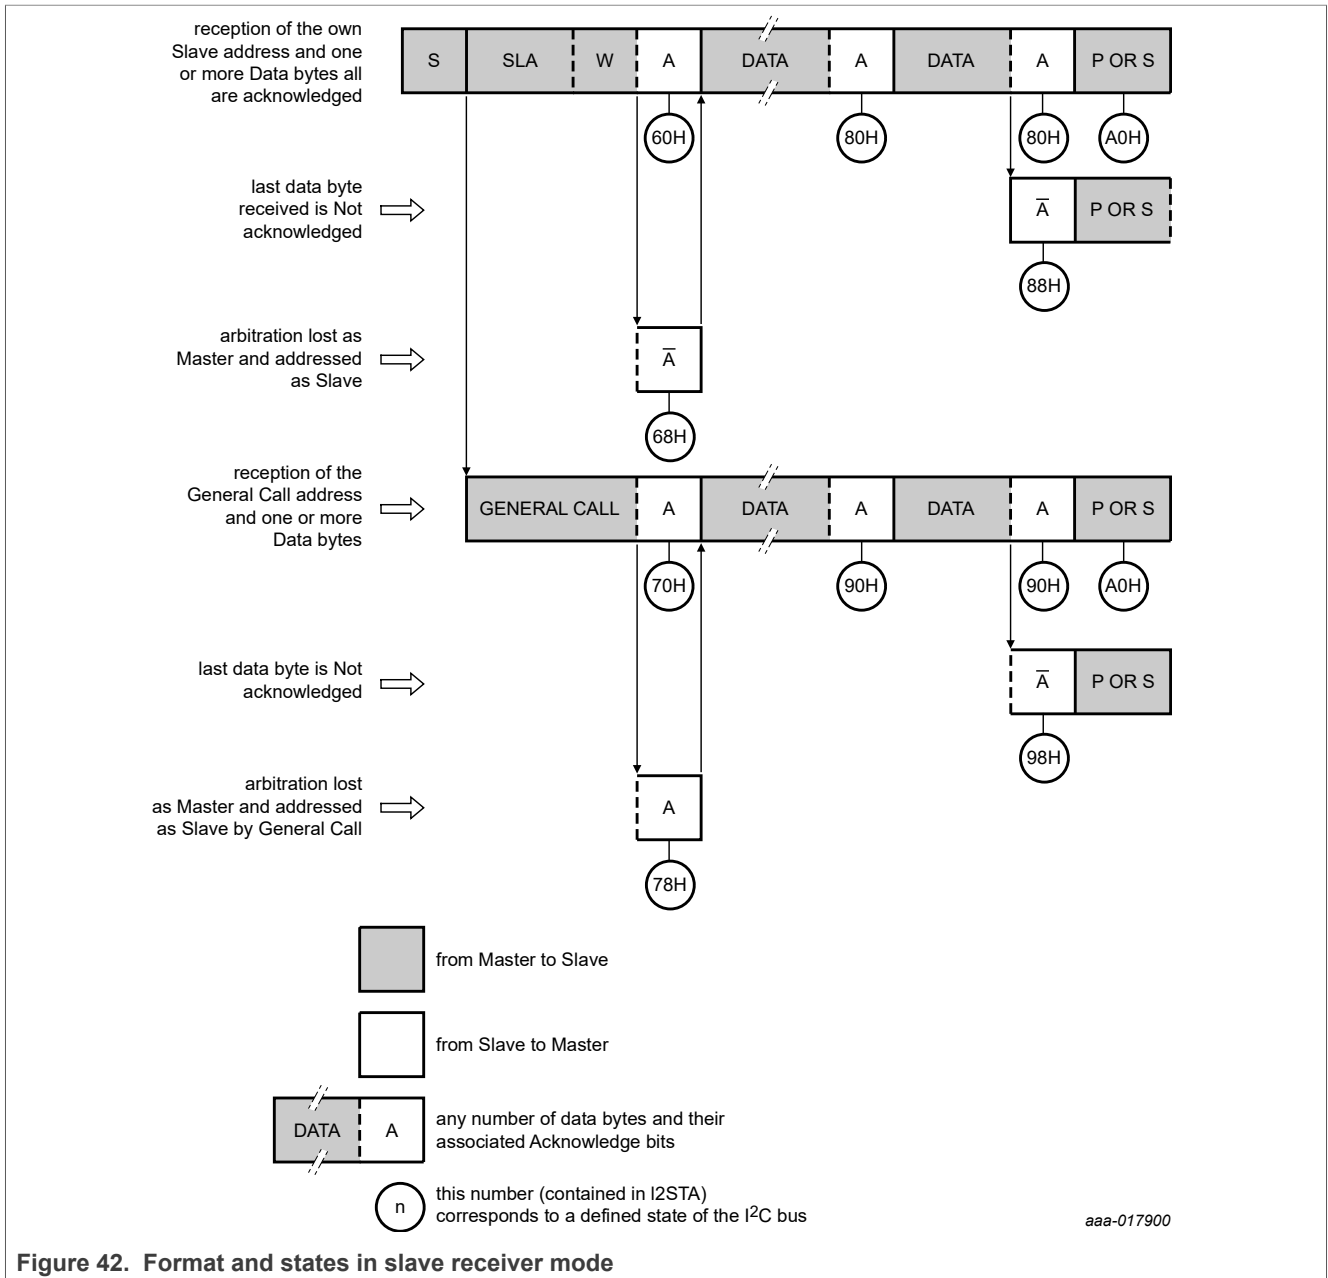 reception of the own
Slave address and one
or more Data bytes all
are acknowledged
S SLA W A DATA A DATA A P OR S
60H 80H 80H A0H
last data byte
received is Not
acknowledged
A̅ P OR S
88H
arbitration lost as
Master and addressed
as Slave
A̅
68H
reception of the
General Call address
and one or more
Data bytes
GENERAL CALL A DATA A DATA A P OR S
70H 90H 90H A0H
last data byte is Not
acknowledged
A̅ P OR S
98H
arbitration lost
as Master and addressed
as Slave by General Call
A
78H
from Master to Slave
from Slave to Master
DATA A
any number of data bytes and their
associated Acknowledge bits
n
this number (contained in I2STA)
corresponds to a defined state of the I²C bus
aaa-017900
Figure 42. Format and states in slave receiver mode